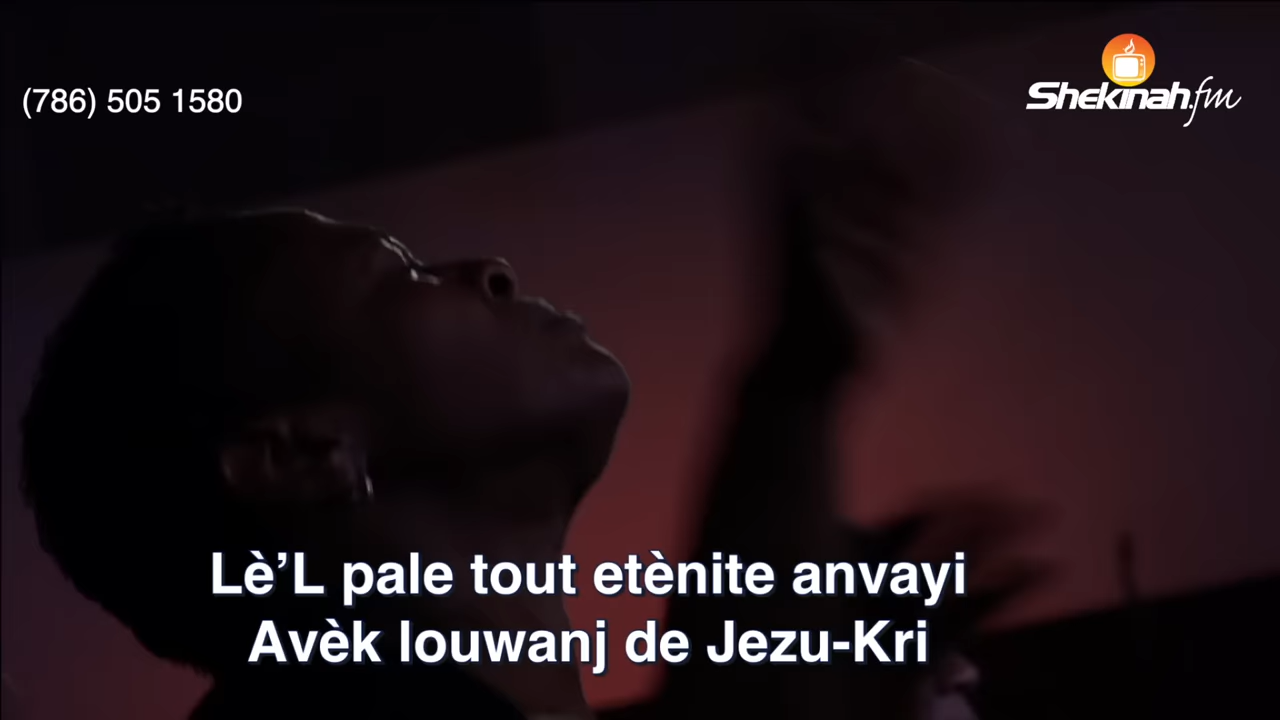 (786) 505 1580
Shekinah.fm
Lè’L pale tout etènite anvayi
Avèk louwanj de Jezu-Kri